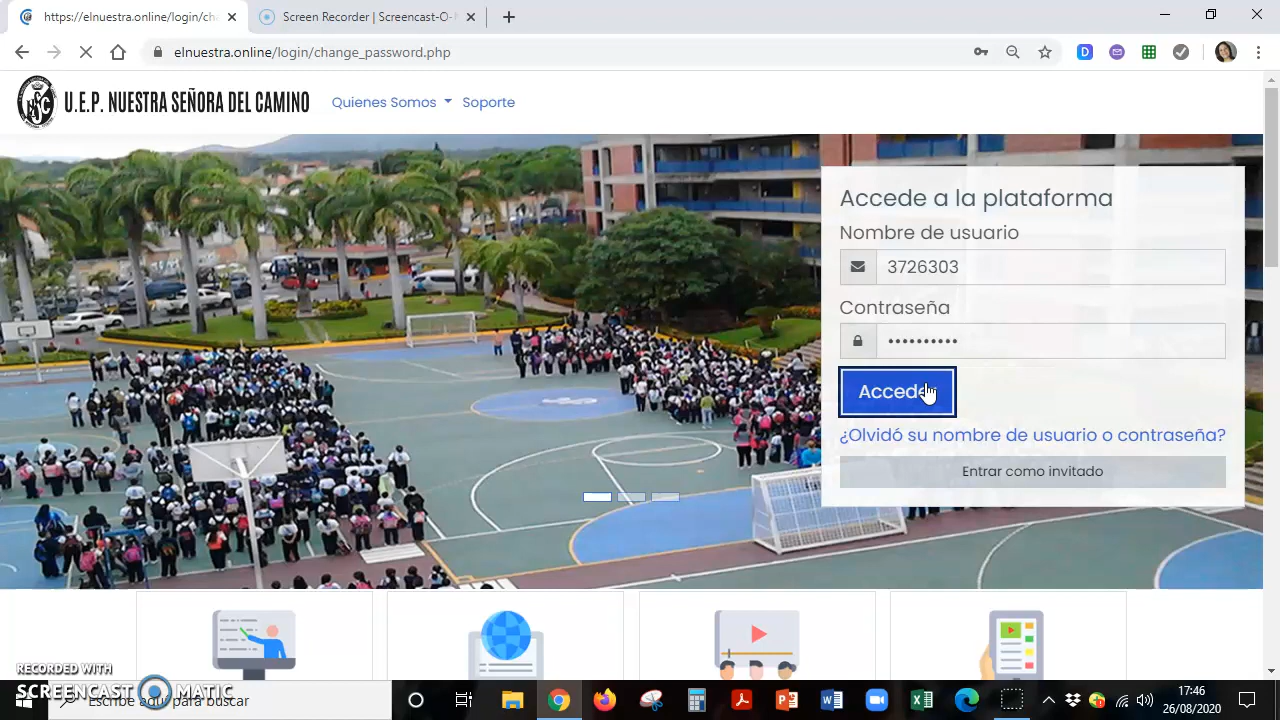 https://elnuestra.online/login/cha
Screen Recorder | Screencast-O-
elnuestra.online/login/change_password.php
U.E.P. NUESTRA SEÑORA DEL CAMINO
Quienes Somos
Soporte
Accede a la plataforma
Nombre de usuario
3726303
Contraseña
••••••••••
Acceder
¿Olvidó su nombre de usuario o contraseña?
Entrar como invitado
RECORDED WITH
SCREENCAST MATIC
Escribe aquí para buscar
17:46
26/08/2020